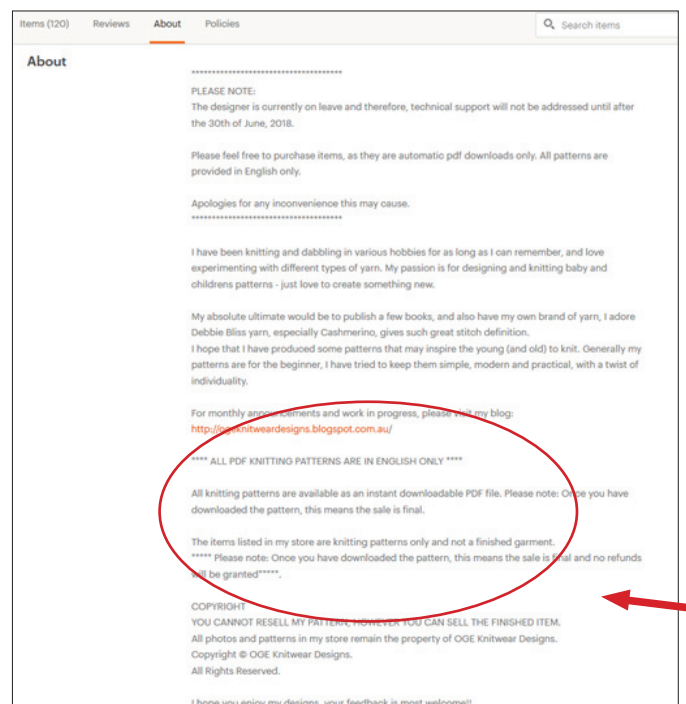 Items (120) Reviews About Policies Search items
About
*************************************
PLEASE NOTE:
The designer is currently on leave and therefore, technical support will not be addressed until after
the 30th of June, 2018.
Please feel free to purchase items, as they are automatic pdf downloads only. All patterns are
provided in English only.
Apologies for any inconvenience this may cause.
*************************************
I have been knitting and dabbling in various hobbies for as long as I can remember, and love
experimenting with different types of yarn. My passion is for designing and knitting baby and
childrens patterns - just love to create something new.
My absolute ultimate would be to publish a few books, and also have my own brand of yarn, I adore
Debbie Bliss yarn, especially Cashmerino, gives such great stitch definition.
I hope that I have produced some patterns that may inspire the young (and old) to knit. Generally my
patterns are for the beginner, I have tried to keep them simple, modern and practical, with a twist of
individuality.
For monthly announcements and work in progress, please visit my blog:
http://ogeknitweardesigns.blogspot.com.au/
**** ALL PDF KNITTING PATTERNS ARE IN ENGLISH ONLY ****
All knitting patterns are available as an instant downloadable PDF file. Please note: Once you have
downloaded the pattern, this means the sale is final.
The items listed in my store are knitting patterns only and not a finished garment.
***** Please note: Once you have downloaded the pattern, this means the sale is final and no refunds
will be granted*****.
COPYRIGHT
YOU CANNOT RESELL MY PATTERN, HOWEVER YOU CAN SELL THE FINISHED ITEM.
All photos and patterns in my store remain the property of OGE Knitwear Designs.
Copyright © OGE Knitwear Designs.
All Rights Reserved.
I hope you enjoy my designs, your feedback is most welcome!!